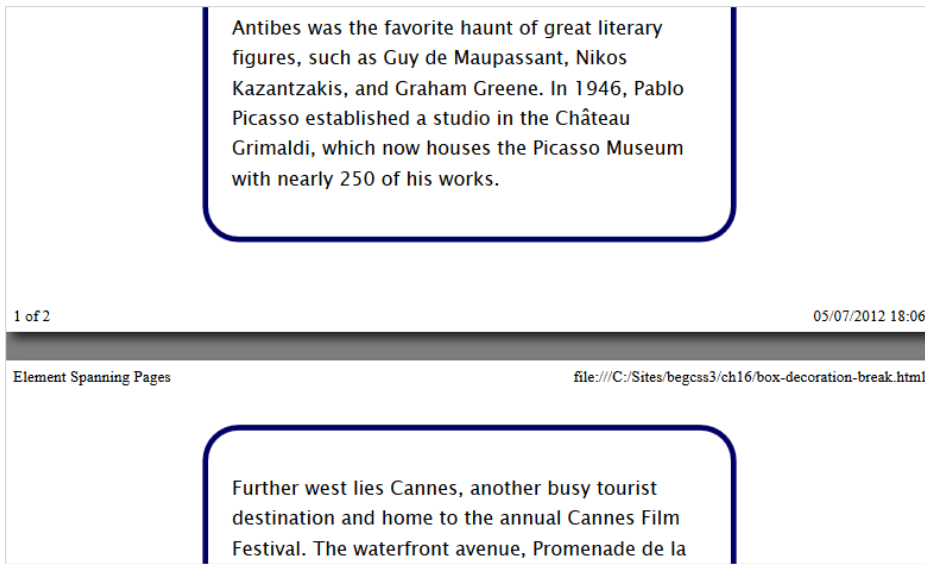 Antibes was the favorite haunt of great literary
figures, such as Guy de Maupassant, Nikos
Kazantzakis, and Graham Greene. In 1946, Pablo
Picasso established a studio in the Château
Grimaldi, which now houses the Picasso Museum
with nearly 250 of his works.
1 of 2 05/07/2012 18:06
Element Spanning Pages file:///C:/Sites/begcss3/ch16/box-decoration-break.html
Further west lies Cannes, another busy tourist
destination and home to the annual Cannes Film
Festival. The waterfront avenue, Promenade de la